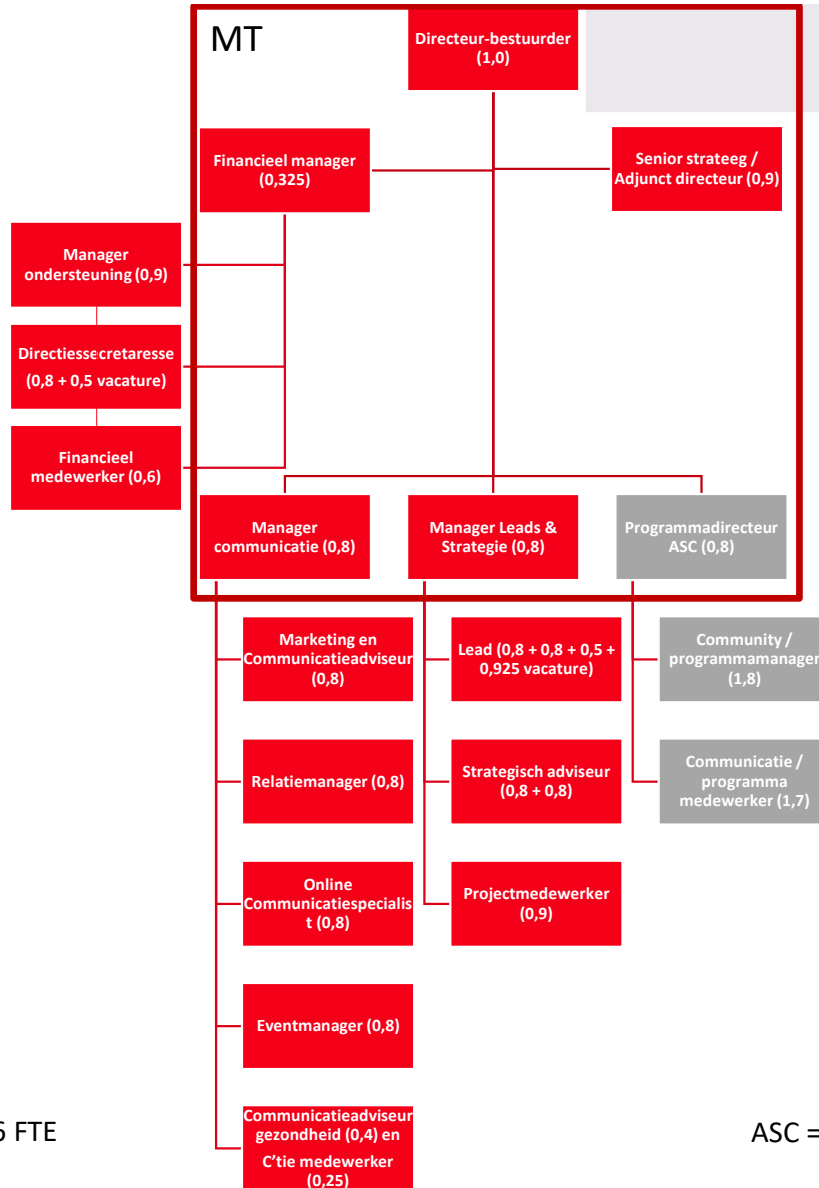 MT
Directeur-bestuurder
(1,0)
Financieel manager
(0,325)
Senior strateeg /
Adjunct directeur (0,9)
Manager
ondersteuning (0,9)
Directiessecretaresse
(0,8 + 0,5 vacature)
Financieel
medewerker (0,6)
Manager
communicatie (0,8)
Manager Leads &
Strategie (0,8)
Programmadirecteur
ASC (0,8)
Marketing en
Communicatieadviseur
(0,8)
Lead (0,8 + 0,8 + 0,5 +
0,925 vacature)
Community /
programmamanager
(1,8)
Relatiemanager (0,8)
Strategisch adviseur
(0,8 + 0,8)
Communicatie /
programma
medewerker (1,7)
Online
Communicatiespecialis
t (0,8)
Projectmedewerker
(0,9)
Eventmanager (0,8)
Communicatieadviseur
gezondheid (0,4) en
C'tie medewerker
(0,25)
FTE
ASC =